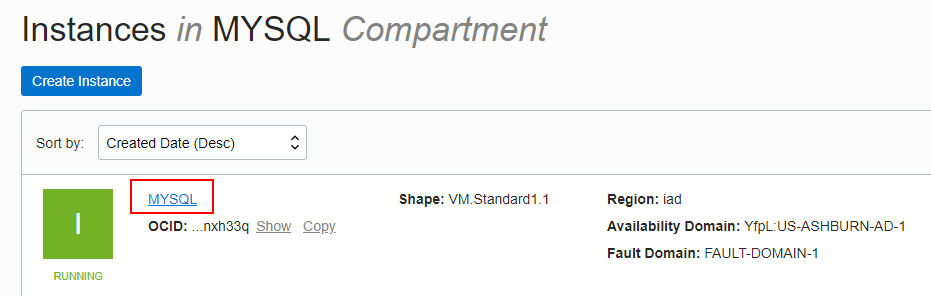 Instances in MYSQL Compartment
Create Instance
Sort by: Created Date (Desc)
I
RUNNING
MYSQL
OCID: ...nxh33q Show Copy
Shape: VM.Standard1.1
Region: iad
Availability Domain: YfpL:US-ASHBURN-AD-1
Fault Domain: FAULT-DOMAIN-1